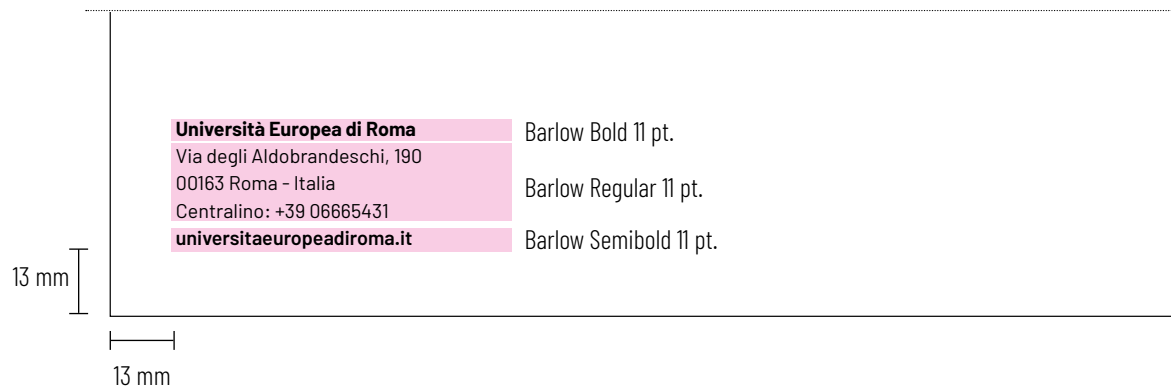 Università Europea di Roma
Barlow Bold 11 pt.
Via degli Aldobrandeschi, 190
00163 Roma - Italia
Barlow Regular 11 pt.
Centralino: +39 06665431
universitaeuropeadiroma.it
Barlow Semibold 11 pt.
13 mm
13 mm